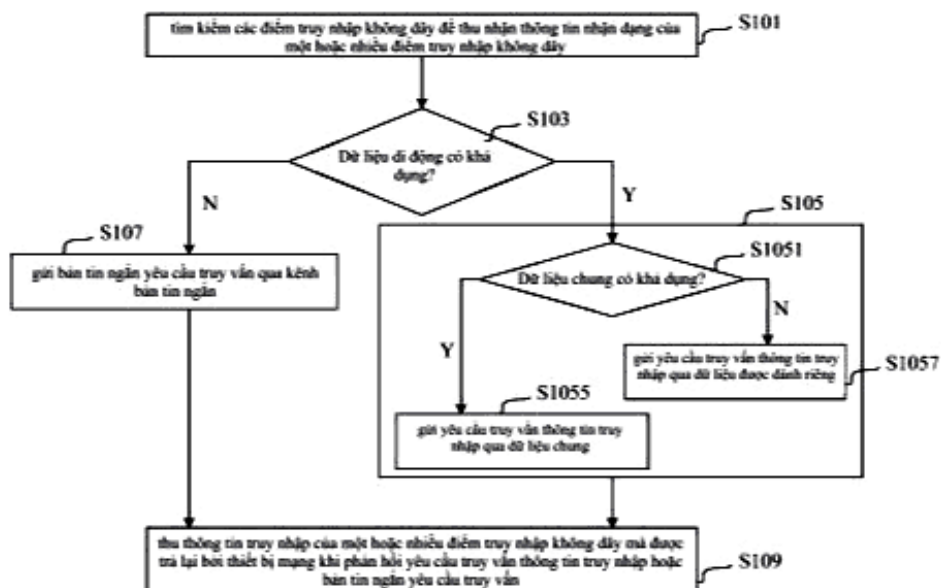 S101
tìm kiếm các điểm truy nhập không dây để thu nhận thông tin nhận dạng của
một hoặc nhiều điểm truy nhập không dây
S103
Dữ liệu di động có khả
dụng?
N
Y
S105
S107
gửi bản tin ngắn yêu cầu truy vấn qua kênh
bản tin ngắn
S1051
Dữ liệu chung có khả dụng?
Y
N
gửi yêu cầu truy vấn thông tin truy
nhập qua dữ liệu được dành riêng
S1057
S1055
gửi yêu cầu truy vấn thông tin truy
nhập qua dữ liệu chung
thu thông tin truy nhập của một hoặc nhiều điểm truy nhập không dây mà được
trả lại bởi thiết bị mạng khi phản hồi yêu cầu truy vấn thông tin truy nhập hoặc
bản tin ngắn yêu cầu truy vấn
S109